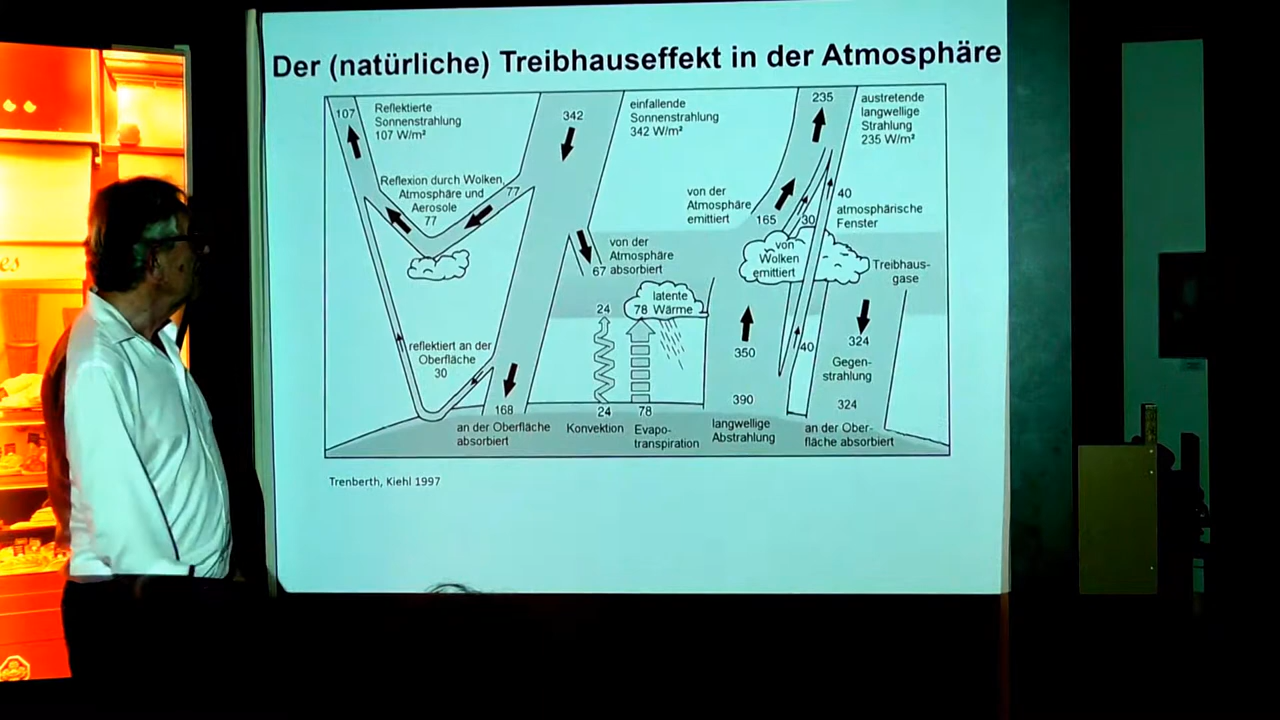 Der (natürliche) Treibhauseffekt in der Atmosphäre
107
Reflektierte
Sonnenstrahlung
107 W/m²
342
einfallende
Sonnenstrahlung
342 W/m²
235
austretende
langwellige
Strahlung
235 W/m²
Reflexion durch Wolken,
Atmosphäre und
Aerosole
77
77
von der
Atmosphäre
emittiert
165
30
40
atmosphärische
Fenster
von der
Atmosphäre
absorbiert
67
von
Wolken
emittiert
Treibhaus-
gase
latente
Wärme
24
78
reflektiert an der
Oberfläche
30
350
40
324
Gegen-
strahlung
168
an der Oberfläche
absorbiert
24
Konvektion
78
Evapo-
transpiration
390
langwellige
Abstrahlung
324
an der Ober-
fläche absorbiert
Trenberth, Kiehl 1997